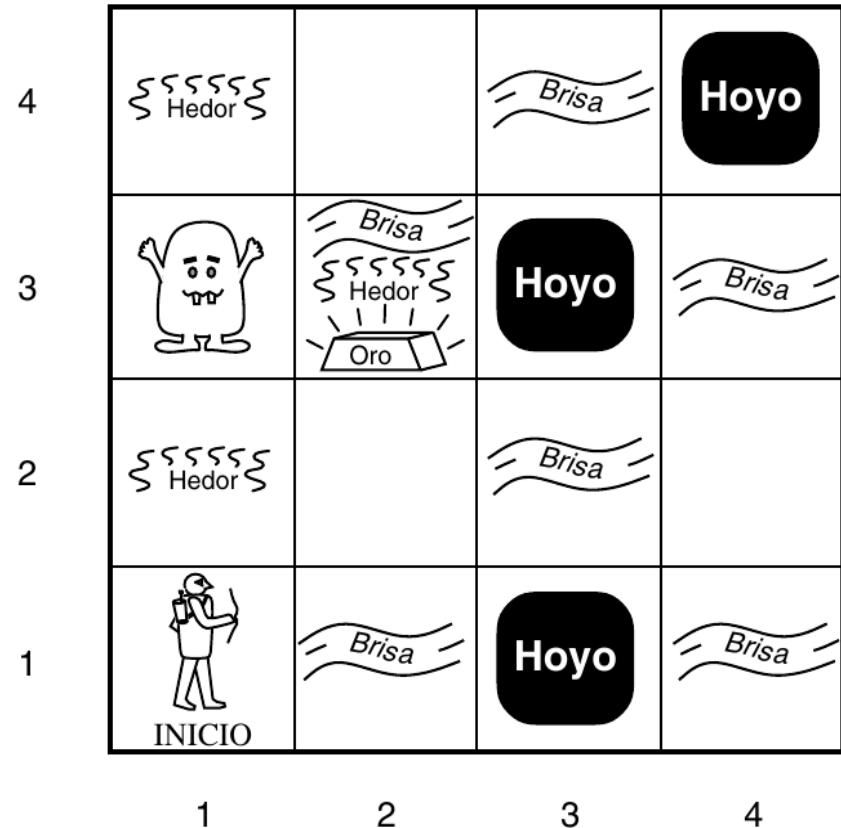 4
Hedor
Brisa
Hoyo
3
Brisa
Hedor
Oro
Hoyo
Brisa
2
Hedor
Brisa
1
INICIO
Brisa
Hoyo
Brisa
1 2 3 4